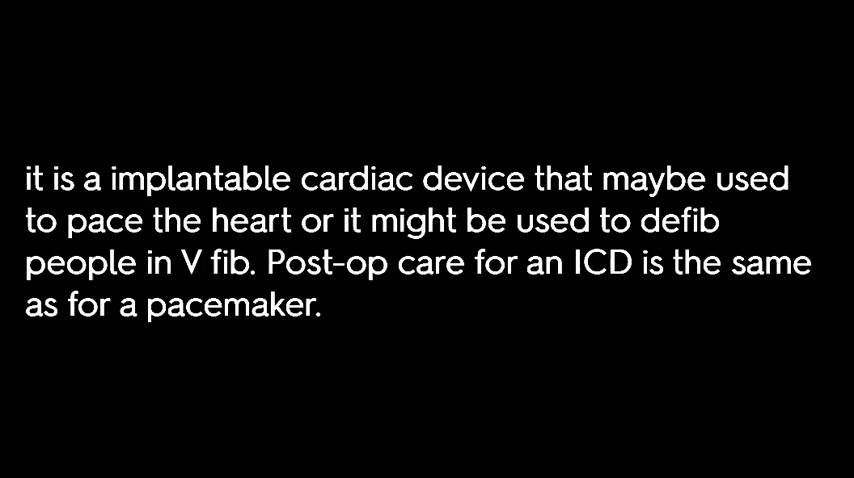 it is a implantable cardiac device that maybe used
to pace the heart or it might be used to defib
people in V fib. Post-op care for an ICD is the same
as for a pacemaker.